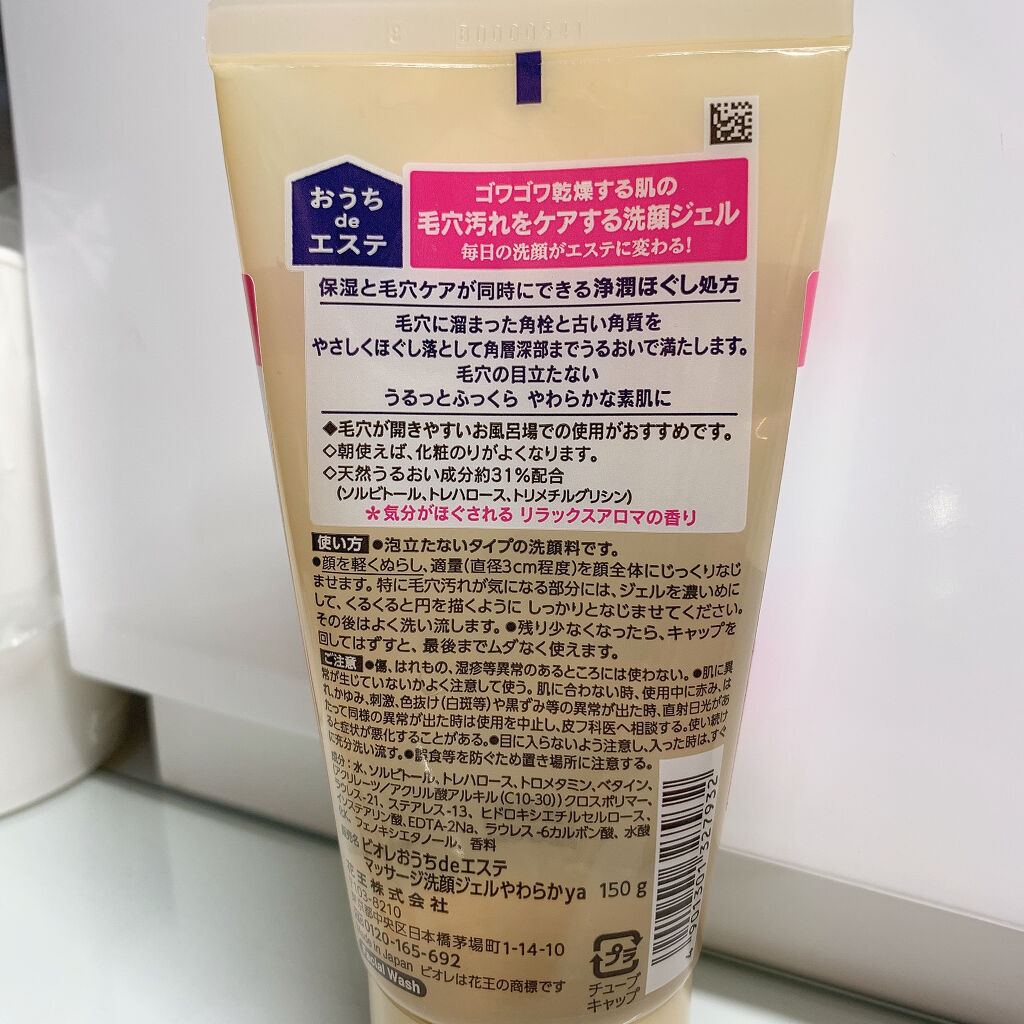 おうち
de
エステ
ゴワゴワ乾燥する肌の
毛穴汚れをケアする洗顔ジェル
毎日の洗顔がエステに変わる!
保湿と毛穴ケアが同時にできる浄潤ほぐし処方
毛穴に溜まった角栓と古い角質を
やさしくほぐし落として角層深部までうるおいで満たします。
毛穴の目立たない
うるっとふっくら やわらかな素肌に
◆毛穴が開きやすいお風呂場での使用がおすすめです。
◇朝使えば、化粧のりがよくなります。
◇天然うるおい成分約31%配合
(ソルビトール、トレハロース、トリメチルグリシン)
＊気分がほぐされる リラックスアロマの香り
使い方 ●泡立たないタイプの洗顔料です。
●顔を軽くぬらし、適量(直径3cm程度)を顔全体にじっくりなじ
ませます。特に毛穴汚れが気になる部分には、ジェルを濃いめに
して、くるくると円を描くように しっかりとなじませてください。
その後はよく洗い流します。●残り少なくなったら、キャップを
回してはずすと、最後までムダなく使えます。
ご注意 ●傷、はれもの、湿疹等異常のあるところには使わない。●肌に異
常が生じていないかよく注意して使う。肌に合わない時、使用中に赤み、は
れ、かゆみ、刺激、色抜け(白斑等)や黒ずみ等の異常が出た時、直射日光があ
たって同様の異常が出た時は使用を中止し、皮フ科医へ相談する。使い続け
ると症状が悪化することがある。●目に入らないよう注意し、入った時は、すぐ
に充分洗い流す。●誤食等を防ぐため置き場所に注意する。
成分:水、ソルビトール、トレハロース、トロメタミン、ベタイン、
(アクリレーツ/アクリル酸アルキル(C10-30))クロスポリマー、
ラウレス-21、ステアレス-13、ヒドロキシエチルセルロース、
イソステアリン酸、EDTA-2Na、ラウレス-6カルボン酸、水酸
化K、フェノキシエタノール、香料
ビオレおうちdeエステ
マッサージ洗顔ジェルやわらかya 150g
花王株式会社
103-8210
東京都中央区日本橋茅場町1-14-10
0120-165-692
in Japan ビオレは花王の商標です
Facial Wash
プラ
チューブ
キャップ
4 901301 327932